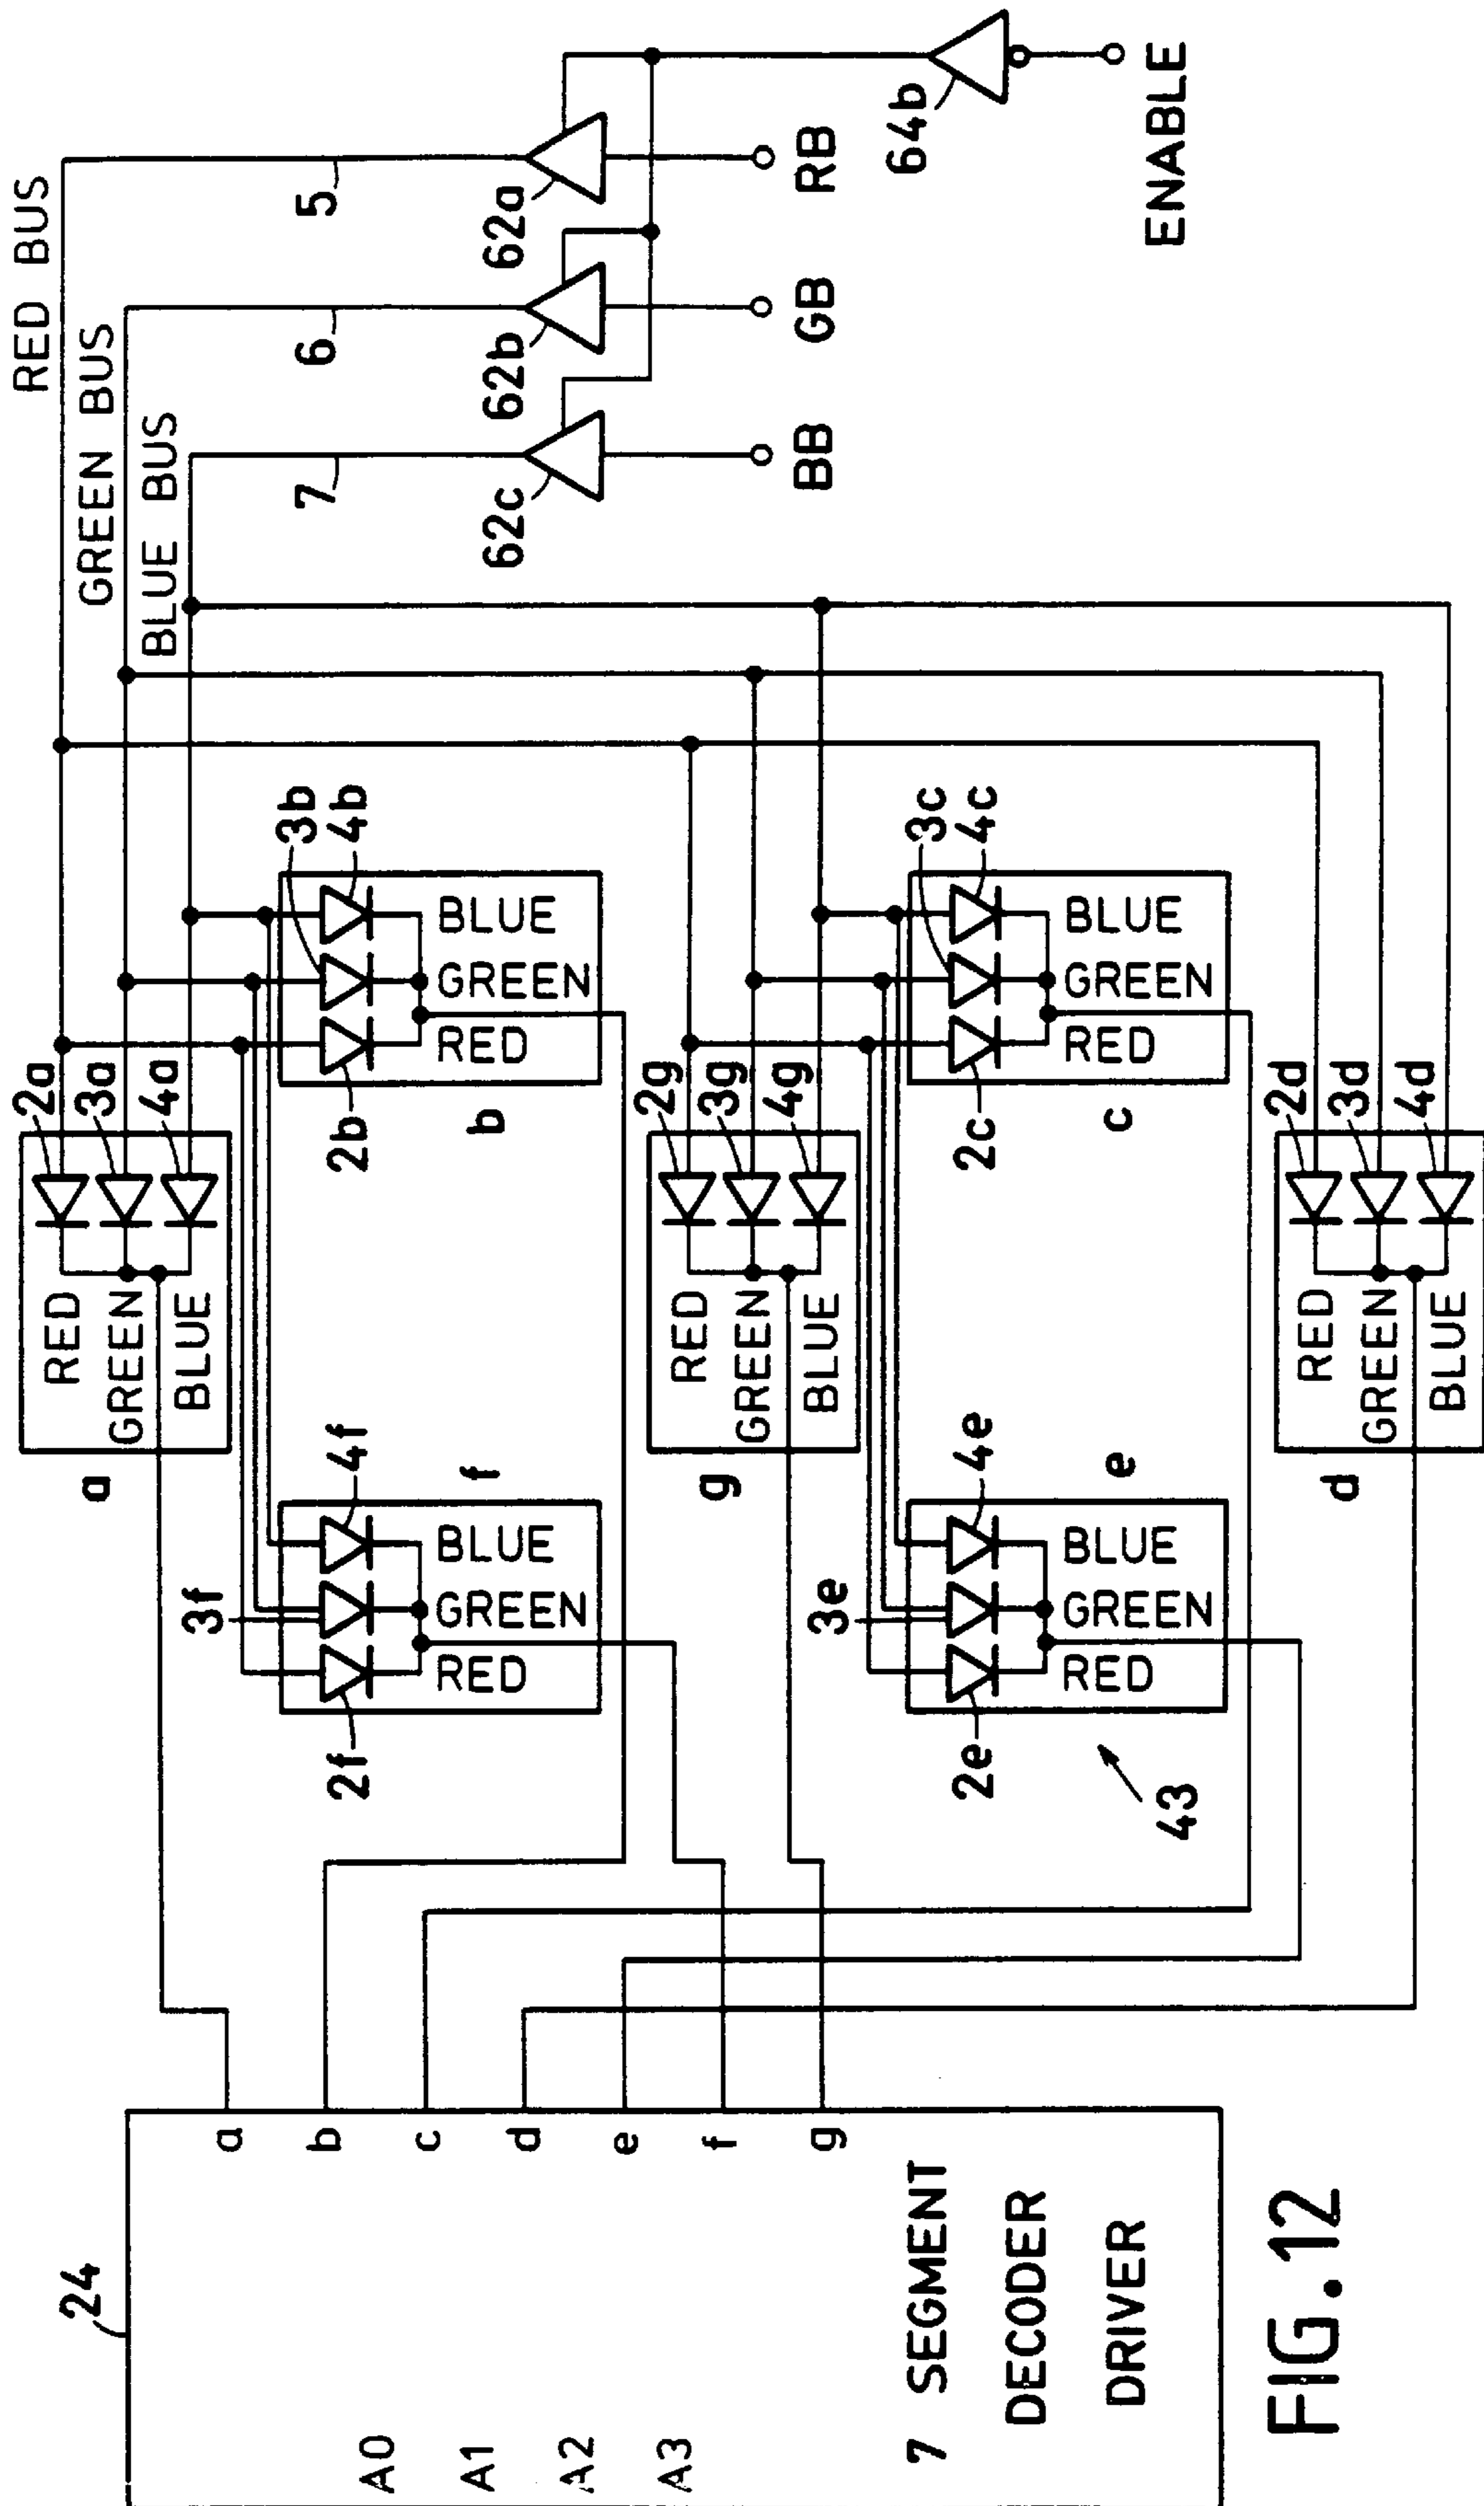 RED BUS
GREEN BUS
BLUE BUS
5
6
7
62a
62b
62c
64b
RB
GB
BB
ENABLE
24
A0
A1
A2
A3
a
b
c
d
e
f
g
7 SEGMENT
DECODER
DRIVER
a
RED
GREEN
BLUE
2a
3a
4a
f
2f
3f
4f
RED
GREEN
BLUE
b
2b
3b
4b
RED
GREEN
BLUE
g
RED
GREEN
BLUE
2g
3g
4g
e
2e
3e
4e
RED
GREEN
BLUE
c
2c
3c
4c
RED
GREEN
BLUE
d
RED
GREEN
BLUE
2d
3d
4d
43
FIG.12